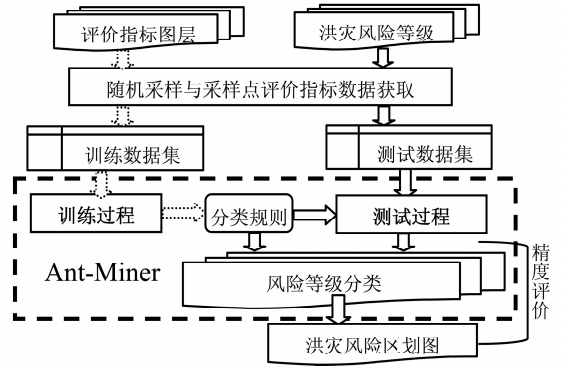 评价指标图层
洪灾风险等级
随机采样与采样点评价指标数据获取
训练数据集
测试数据集
训练过程
分类规则
测试过程
Ant-Miner
风险等级分类
精度评价
洪灾风险区划图